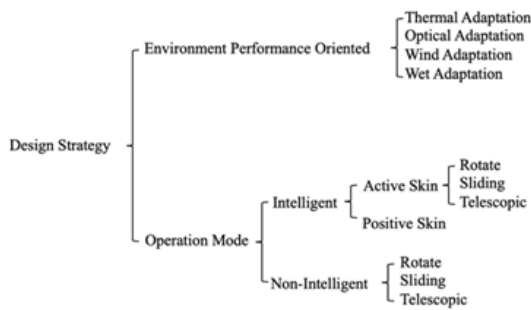 Thermal Adaptation
Environment Performance Oriented
Optical Adaptation
Wind Adaptation
Wet Adaptation
Design Strategy
Operation Mode
Intelligent
Active Skin
Rotate
Sliding
Telescopic
Positive Skin
Non-Intelligent
Rotate
Sliding
Telescopic